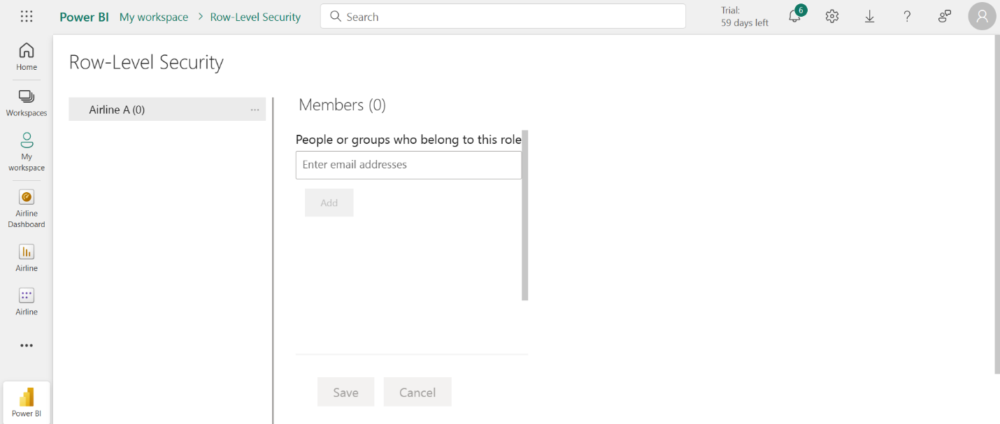 Power BI My workspace > Row-Level Security
Search
Trial:
59 days left
6
Home
Workspaces
My
workspace
Airline
Dashboard
Airline
Airline
Power BI
Row-Level Security
Airline A (0)
Members (0)
People or groups who belong to this role
Enter email addresses
Add
Save
Cancel